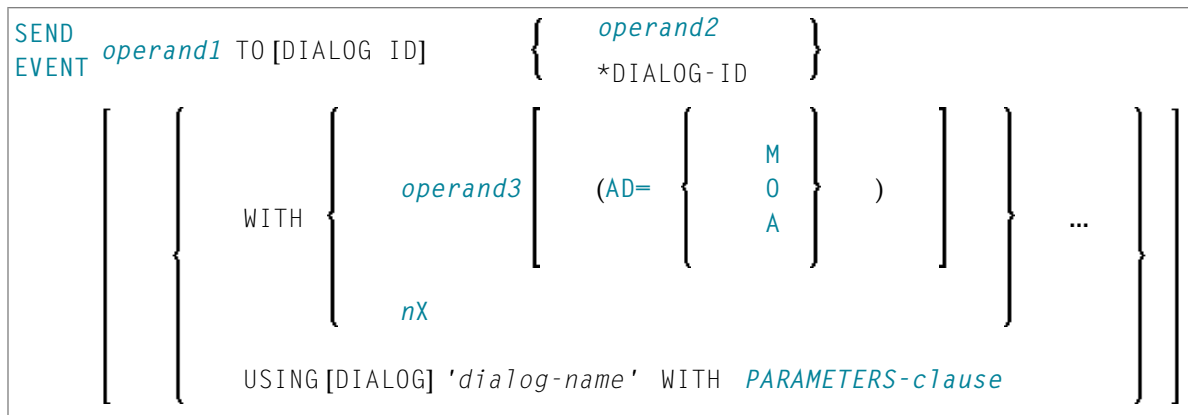 SEND
EVENT operand1 TO [DIALOG ID] { operand2
*DIALOG-ID }
[ { WITH { operand3 [ (AD= { M
O
A } ) ]
nX } ...
USING [DIALOG] 'dialog-name' WITH PARAMETERS-clause } ]